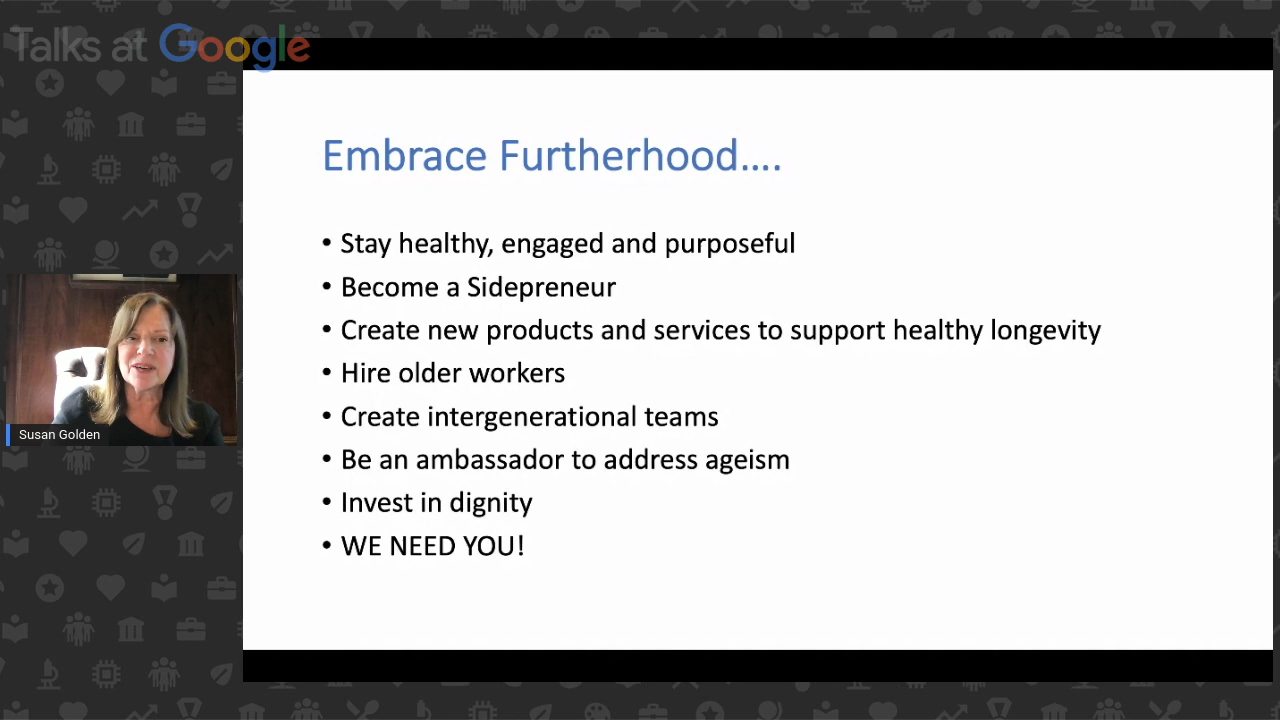 Talks at Google
Embrace Furtherhood....
• Stay healthy, engaged and purposeful
• Become a Sidepreneur
• Create new products and services to support healthy longevity
• Hire older workers
• Create intergenerational teams
• Be an ambassador to address ageism
• Invest in dignity
• WE NEED YOU!
Susan Golden